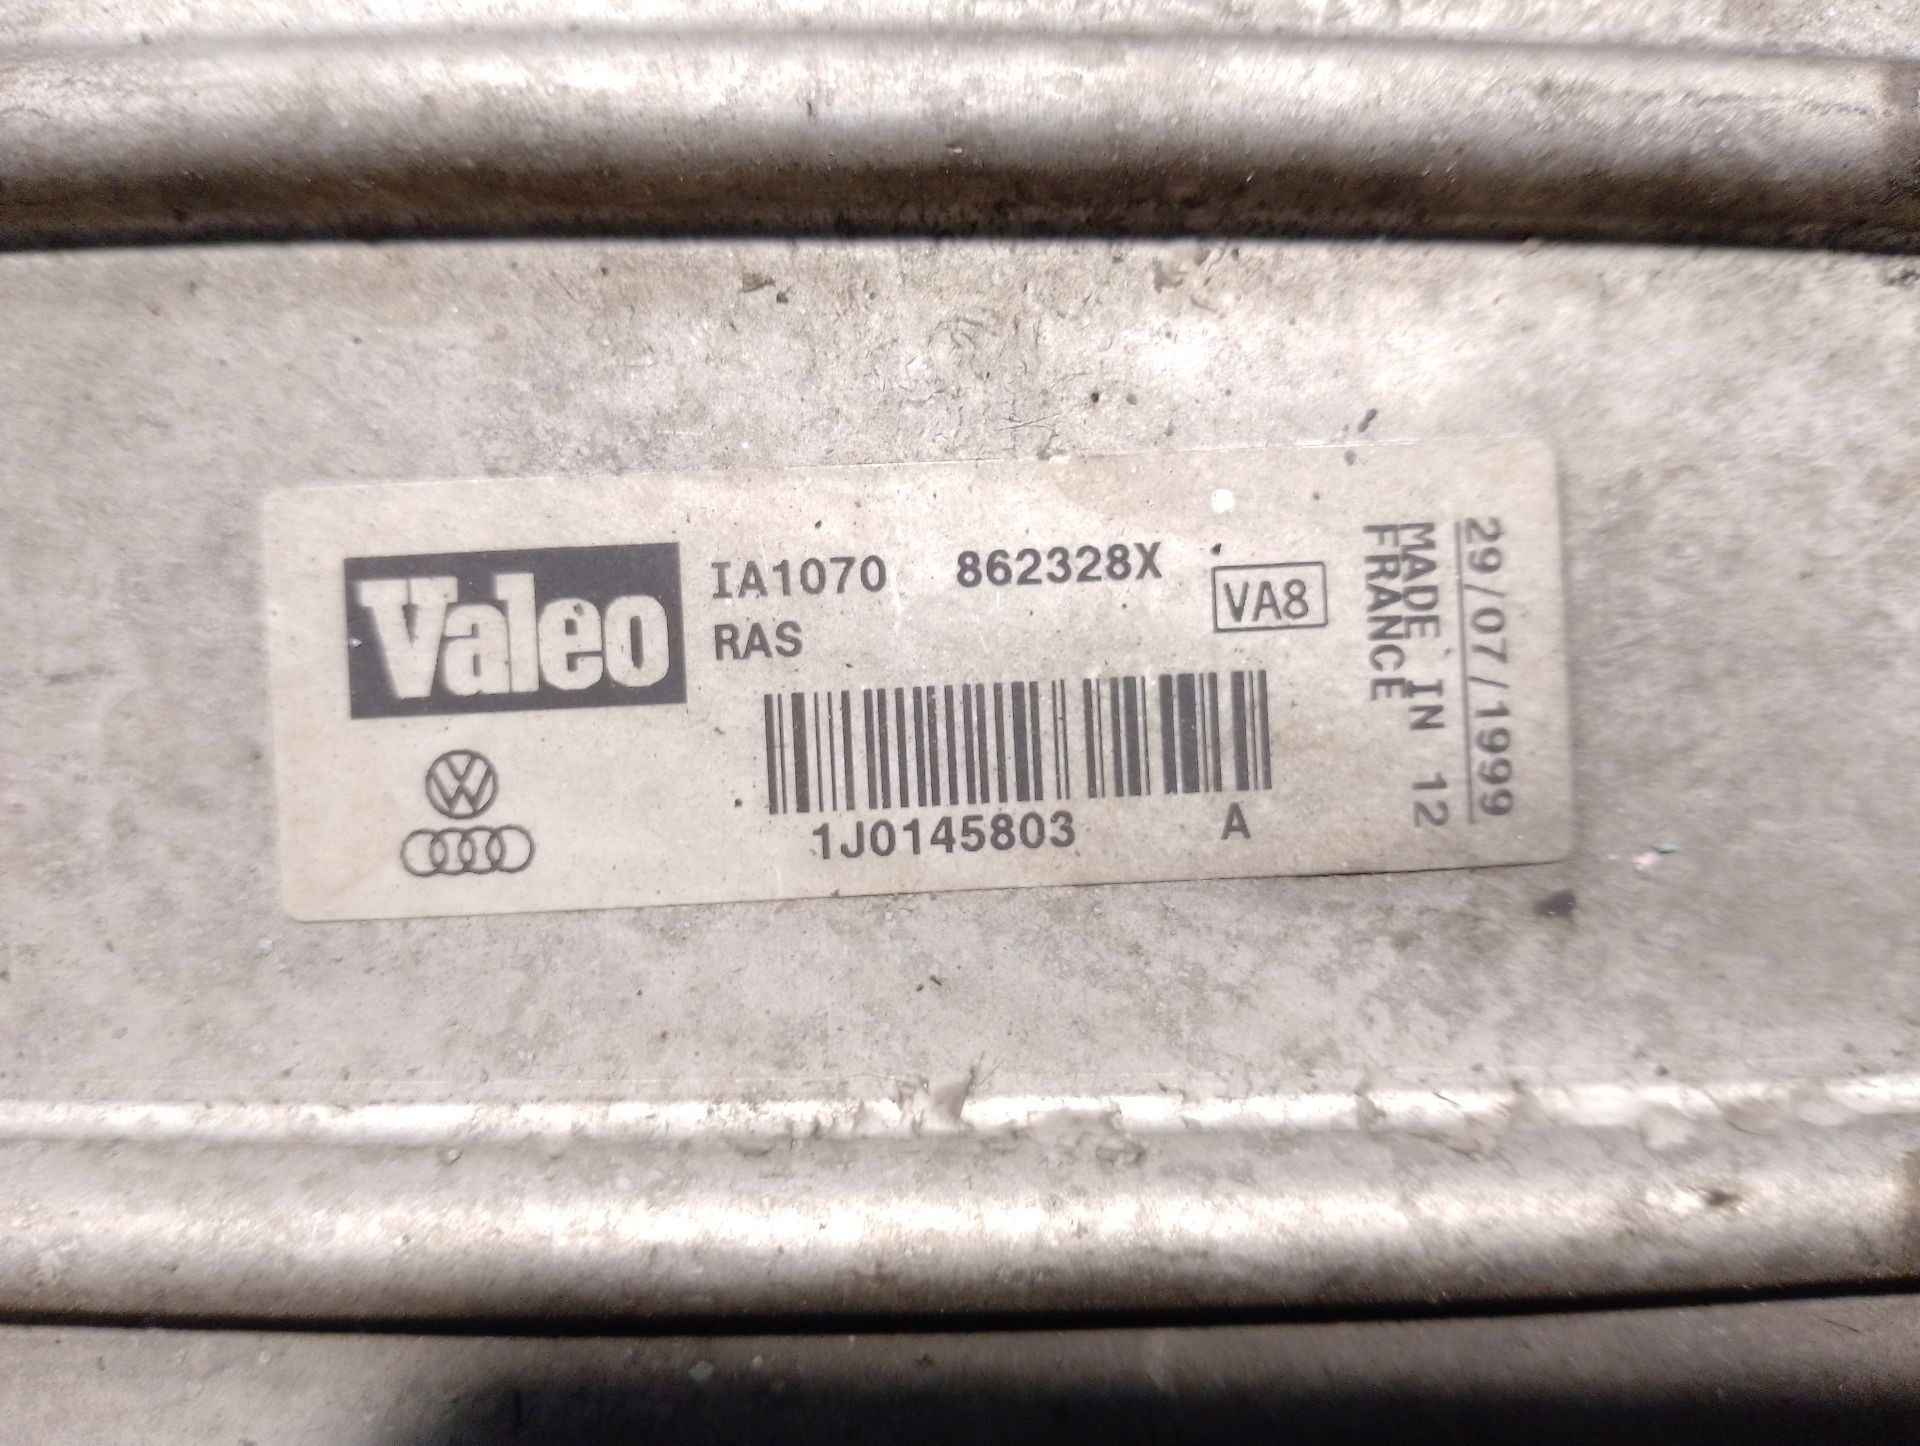 Valeo
IA1070 862328X
RAS
VA8
1J0145803 A
29/07/1999
MADE IN 12
FRANCE